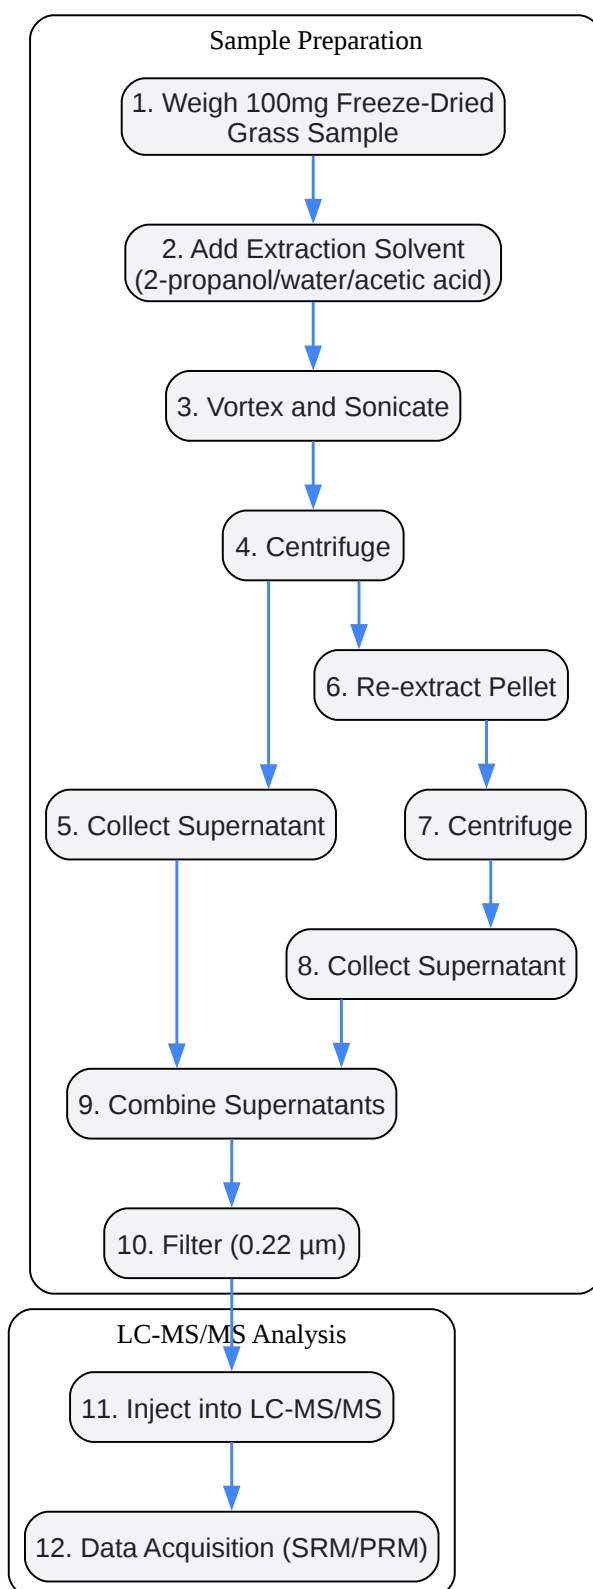 Sample Preparation
1. Weigh 100mg Freeze-Dried
Grass Sample
2. Add Extraction Solvent
(2-propanol/water/acetic acid)
3. Vortex and Sonicate
4. Centrifuge
6. Re-extract Pellet
5. Collect Supernatant
7. Centrifuge
8. Collect Supernatant
9. Combine Supernatants
10. Filter (0.22 µm)
LC-MS/MS Analysis
11. Inject into LC-MS/MS
12. Data Acquisition (SRM/PRM)